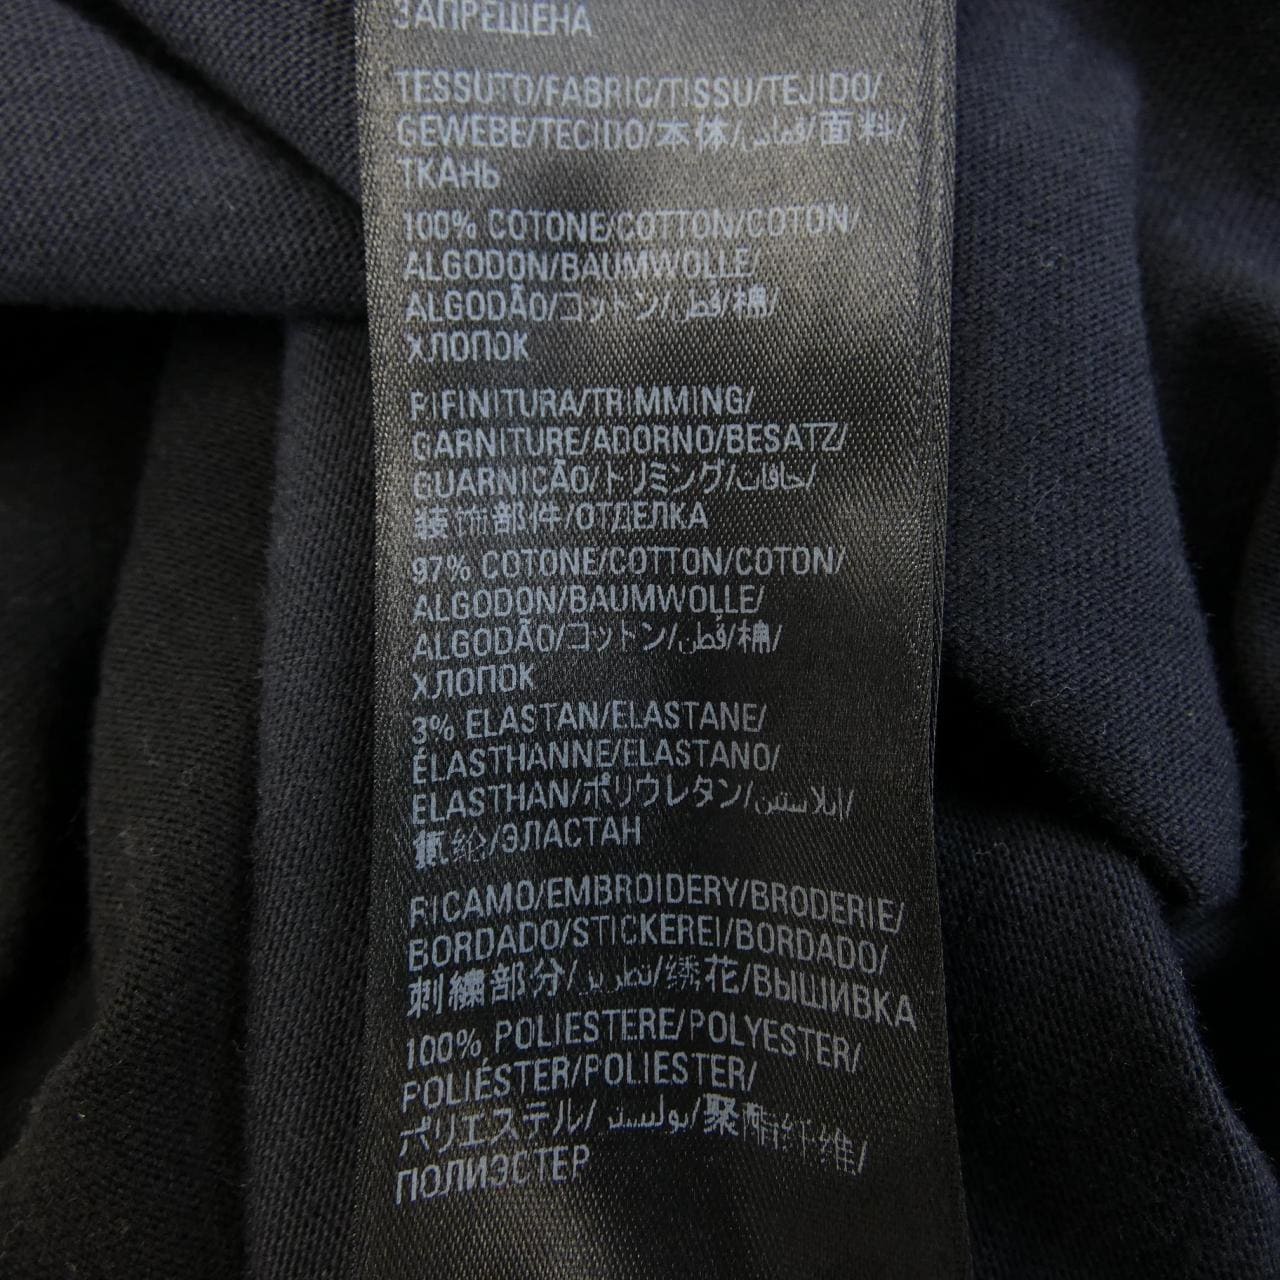 ЗАПРЕЩЕНА
TESSUTO/FABRIC/TISSU/TEJIDO/
GEWEBE/TECIDO/本体/قماش/面料/
ТКАНЬ
100% COTONE/COTTON/COTON/
ALGODON/BAUMWOLLE/
ALGODÃO/コットン/قطن/棉/
ХЛОПОК
RIFINITURA/TRIMMING/
GARNITURE/ADORNO/BESATZ/
GUARNIÇÃO/トリミング/حافات/
装饰部件/ОТДЕЛКА
97% COTONE/COTTON/COTON/
ALGODON/BAUMWOLLE/
ALGODÃO/コットン/قطن/棉/
ХЛОПОК
3% ELASTAN/ELASTANE/
ÉLASTHANNE/ELASTANO/
ELASTHAN/ポリウレタン/إيلاستين/
氨纶/ЭЛАСТАН
RICAMO/EMBROIDERY/BRODERIE/
BORDADO/STICKEREI/BORDADO/
刺繍部分/تطريز/绣花/ВЫШИВКА
100% POLIESTERE/POLYESTER/
POLIÉSTER/POLIESTER/
ポリエステル/بوليستر/聚酯纤维/
ПОЛИЭСТЕР